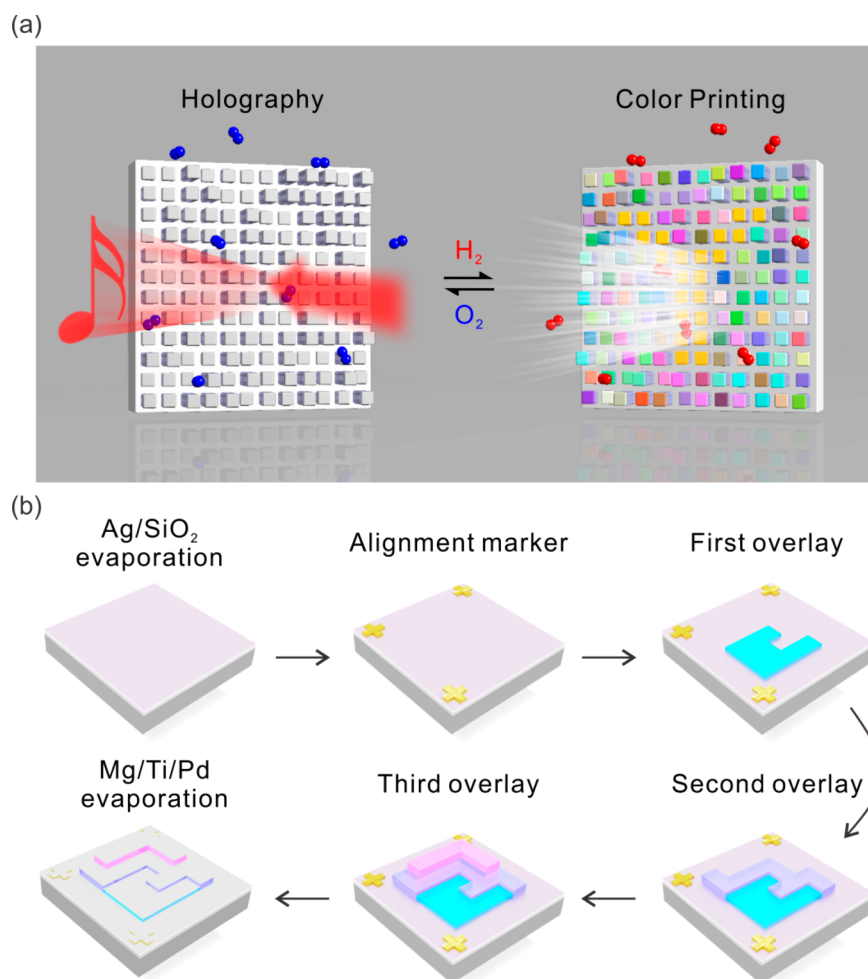 (a)
Holography
Color Printing
H₂
O₂
(b)
Ag/SiO₂
evaporation
Alignment marker
First overlay
Mg/Ti/Pd
evaporation
Third overlay
Second overlay